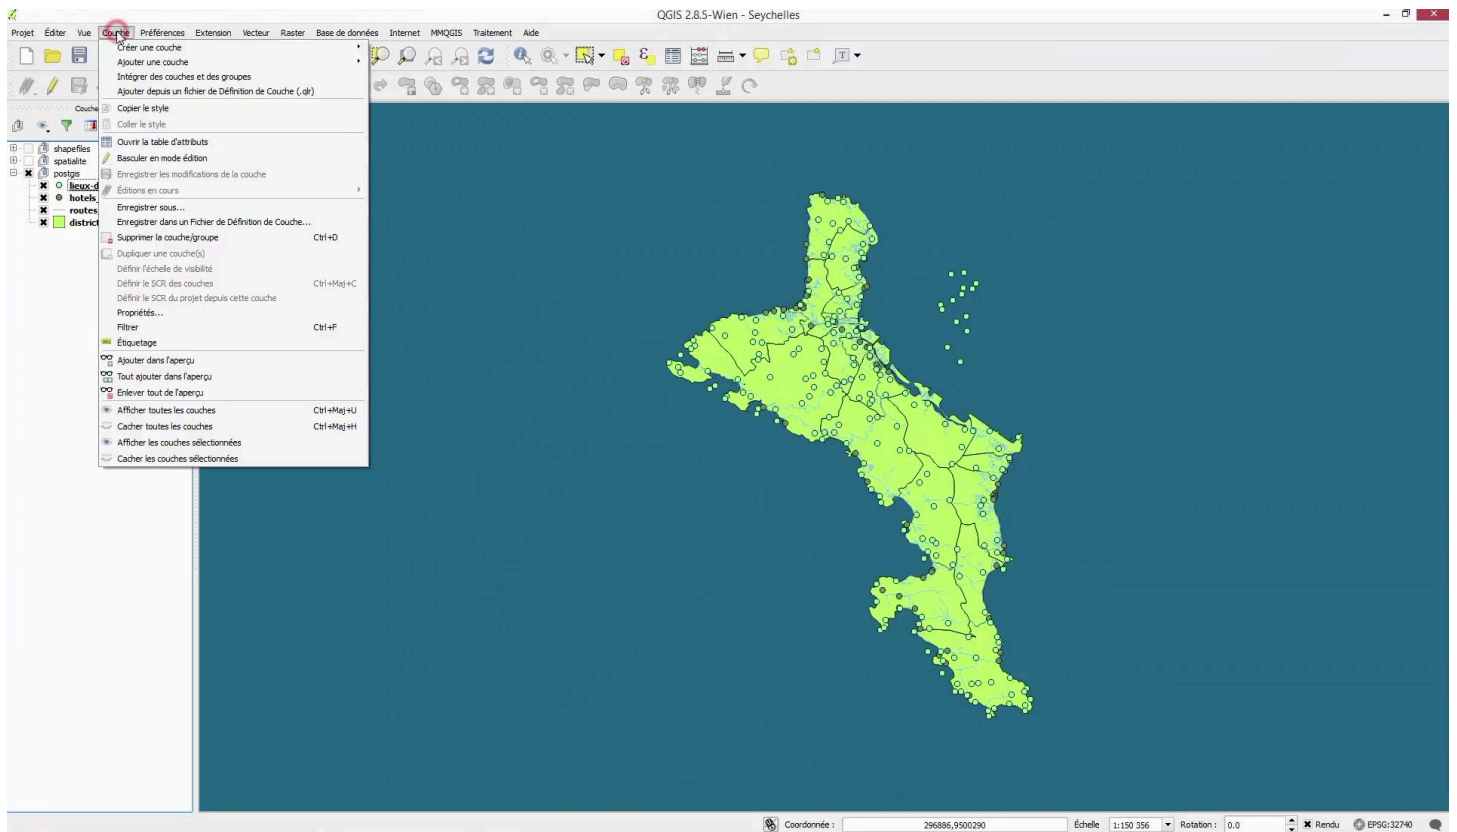 QGIS 2.8.5-Wien - Seychelles
Projet Éditer Vue Couche Préférences Extension Vecteur Raster Base de données Internet MMQGIS Traitement Aide
Créer une couche
Ajouter une couche
Intégrer des couches et des groupes
Ajouter depuis un fichier de Définition de Couche (.qlr)
Copier le style
Coller le style
Ouvrir la table d'attributs
Basculer en mode édition
Enregistrer les modifications de la couche
Éditions en cours
Enregistrer sous...
Enregistrer dans un Fichier de Définition de Couche...
Supprimer la couche/groupe Ctrl+D
Dupliquer une couche(s)
Définir l'échelle de visibilité
Définir le SCR des couches Ctrl+Maj+C
Définir le SCR du projet depuis cette couche
Propriétés...
Filtrer Ctrl+F
Étiquetage
Ajouter dans l'aperçu
Tout ajouter dans l'aperçu
Enlever tout de l'aperçu
Afficher toutes les couches Ctrl+Maj+U
Cacher toutes les couches Ctrl+Maj+H
Afficher les couches sélectionnées
Cacher les couches sélectionnées
Couche
shapefiles
spatialite
postgis
lieux-d
hotels_
routes
district
Coordonnée : 296886,9500290 Échelle 1:150 356 Rotation : 0.0 Rendu EPSG:32740